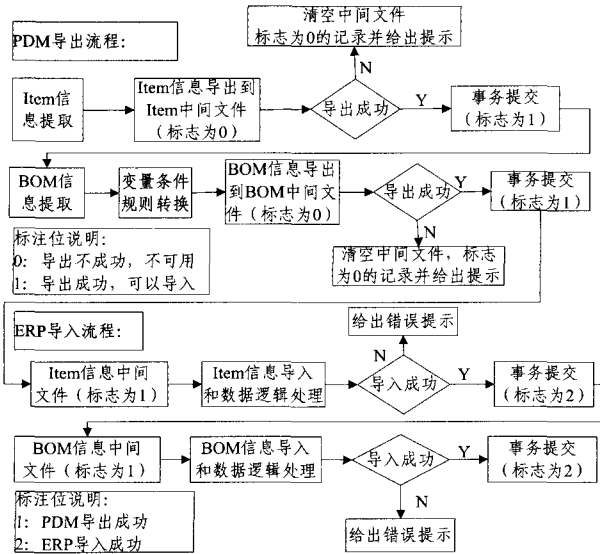 PDM导出流程:
清空中间文件
标志为0的记录并给出提示
N
Item信
息提取
Item信息导出到
Item中间文件
(标志为0)
导出成功
Y
事务提交
(标志为1)
BOM信
息提取
变量条件
规则转换
BOM信息导出
到BOM中间文
件(标志为0)
导出成功
Y
事务提交
(标志为1)
N
清空中间文件,标志
为0的记录并给出提示
标注位说明:
0: 导出不成功,不可用
1: 导出成功,可以导入
ERP导入流程:
给出错误提示
N
Item信息中间
文件(标志为1)
Item信息导入
和数据逻辑处理
导入成功
Y
事务提交
(标志为2)
BOM信息中间
文件(标志为1)
BOM信息导入
和数据逻辑处理
导入成功
Y
事务提交
(标志为2)
N
给出错误提示
标注位说明:
1: PDM导出成功
2: ERP导入成功